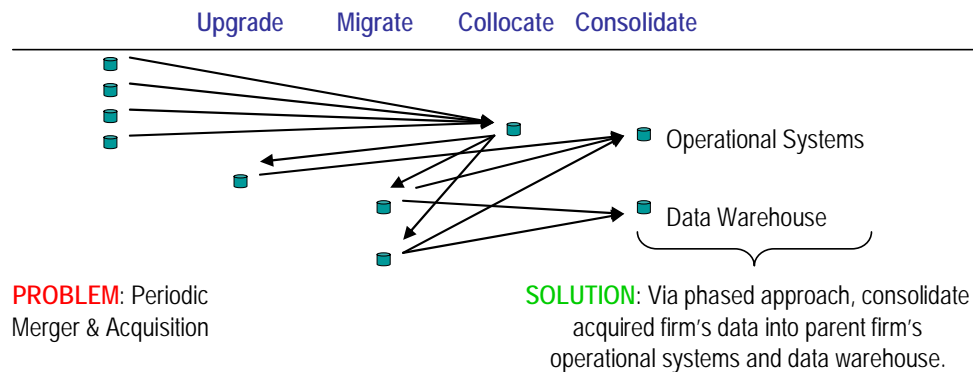 Upgrade Migrate Collocate Consolidate
Operational Systems
Data Warehouse
PROBLEM: Periodic
Merger & Acquisition
SOLUTION: Via phased approach, consolidate
acquired firm's data into parent firm's
operational systems and data warehouse.